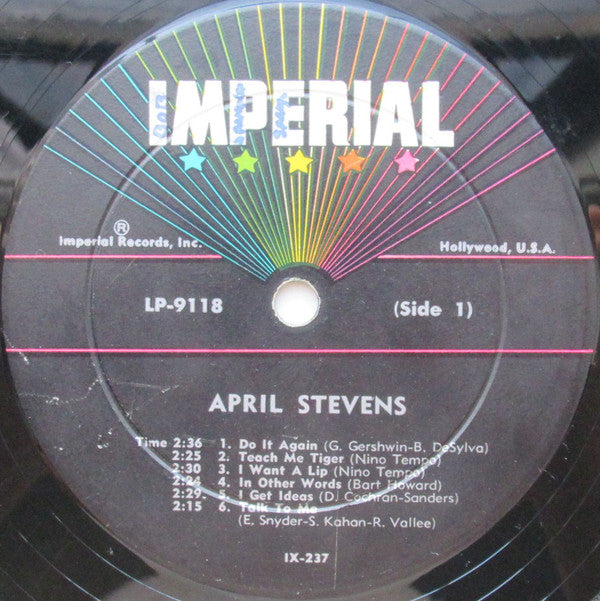 IMPERIAL
®
Imperial Records, Inc.
Hollywood, U.S.A.
LP-9118
(Side 1)
APRIL STEVENS
Time 2:36 1. Do It Again (G. Gershwin-B. DeSylva)
2:25 2. Teach Me Tiger (Nino Tempo)
2:30 3. I Want A Lip (Nino Tempo)
2:24 4. In Other Words (Bart Howard)
2:29 5. I Get Ideas (D. Cochran-Sanders)
2:15 6. Talk To Me
(E. Snyder-S. Kahan-R. Vallee)
IX-237